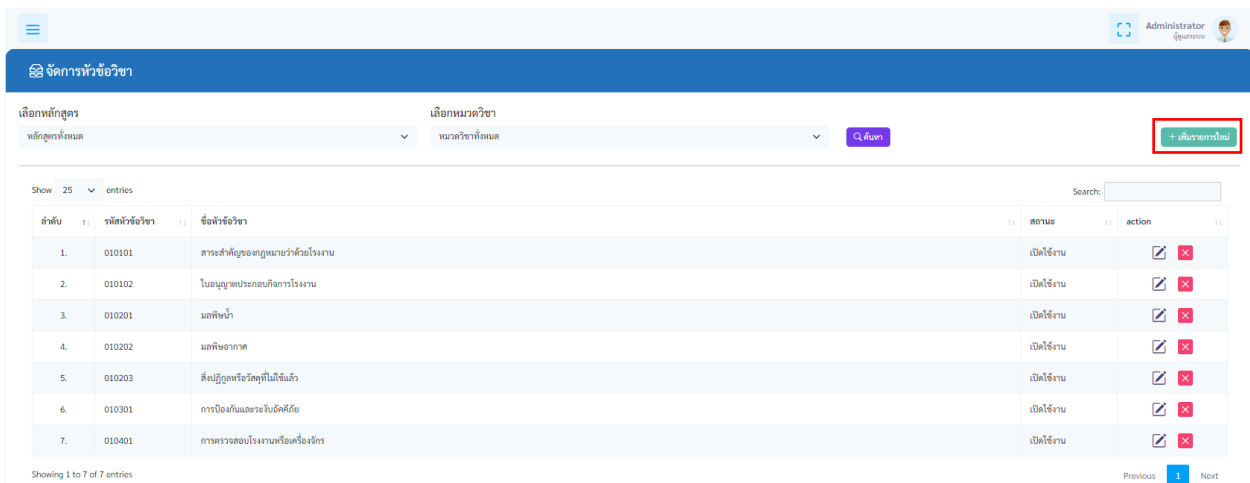 Administrator
ผู้ดูแลระบบ
จัดการหัวข้อวิชา
เลือกหลักสูตร เลือกหมวดวิชา
หลักสูตรทั้งหมด หมวดวิชาทั้งหมด ค้นหา + เพิ่มรายการใหม่
Show 25 entries Search:
ลำดับ รหัสหัวข้อวิชา ชื่อหัวข้อวิชา สถานะ action
1. 010101 สาระสำคัญของกฎหมายว่าด้วยโรงงาน เปิดใช้งาน
2. 010102 ใบอนุญาตประกอบกิจการโรงงาน เปิดใช้งาน
3. 010201 มลพิษน้ำ เปิดใช้งาน
4. 010202 มลพิษอากาศ เปิดใช้งาน
5. 010203 สิ่งปฏิกูลหรือวัสดุที่ไม่ใช้แล้ว เปิดใช้งาน
6. 010301 การป้องกันและระงับอัคคีภัย เปิดใช้งาน
7. 010401 การตรวจสอบโรงงานหรือเครื่องจักร เปิดใช้งาน
Showing 1 to 7 of 7 entries Previous 1 Next